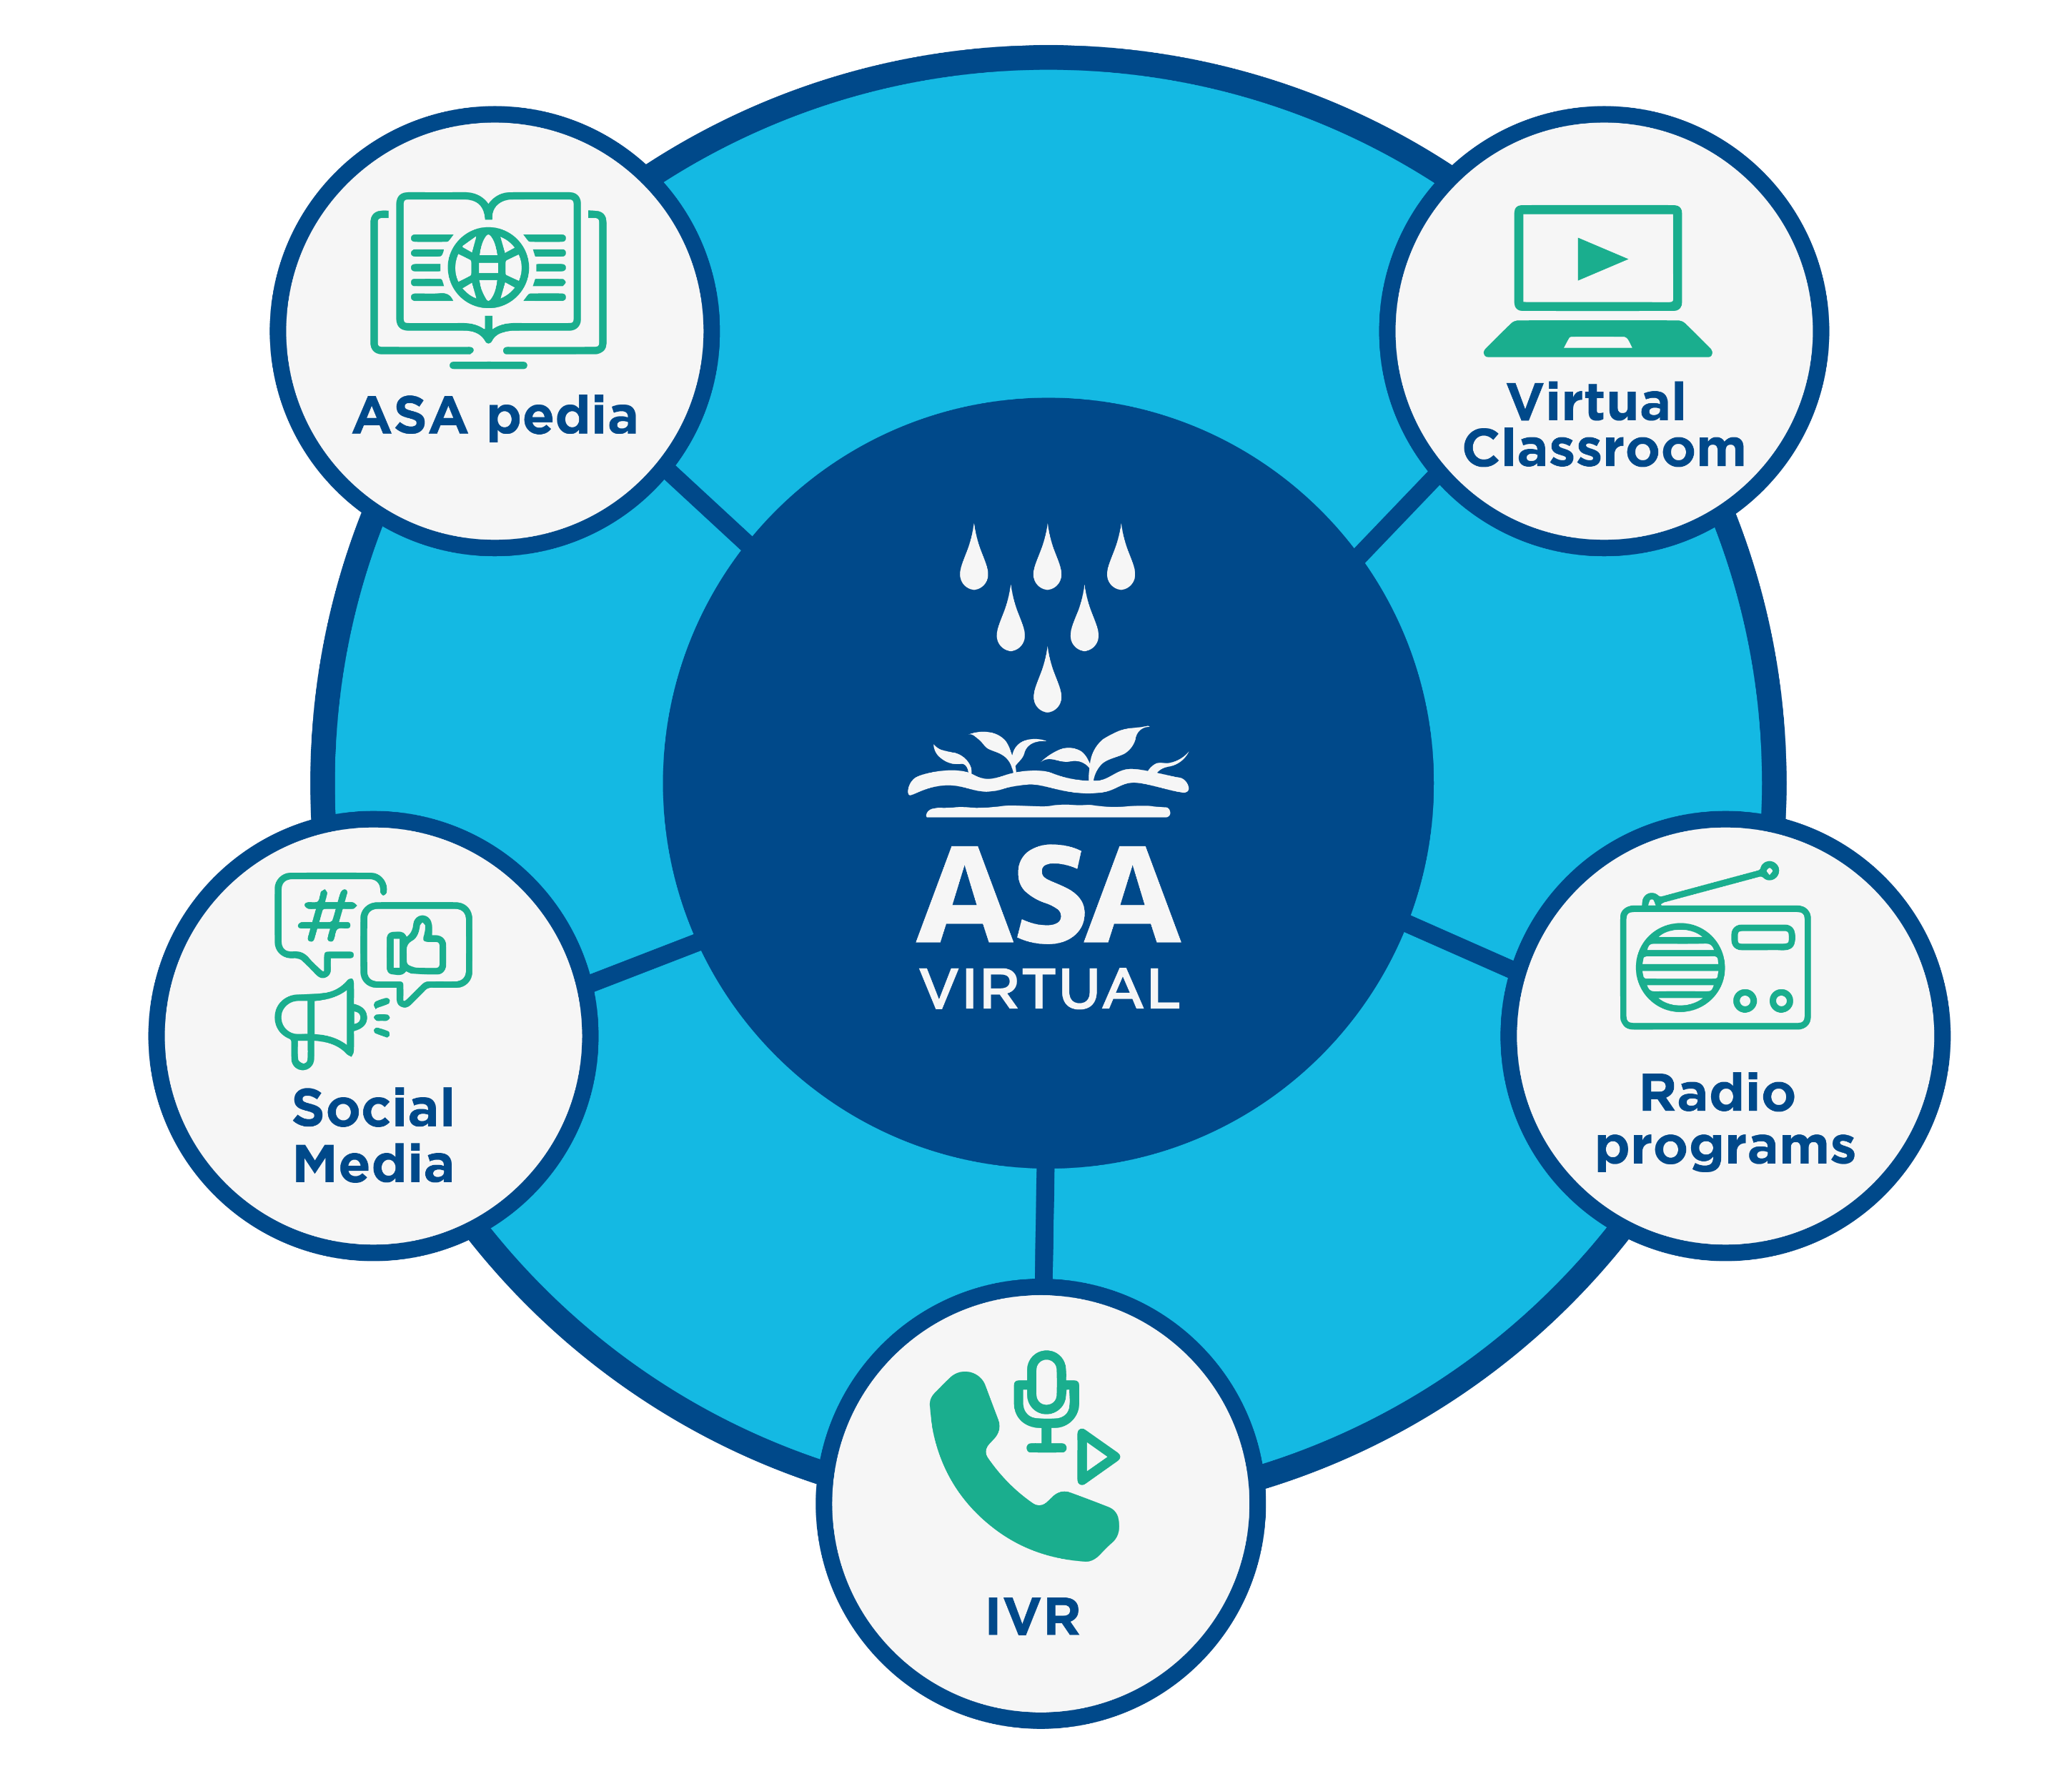 ASA pedia
Virtual
Classroom
ASA
VIRTUAL
Social
Media
Radio
programs
IVR